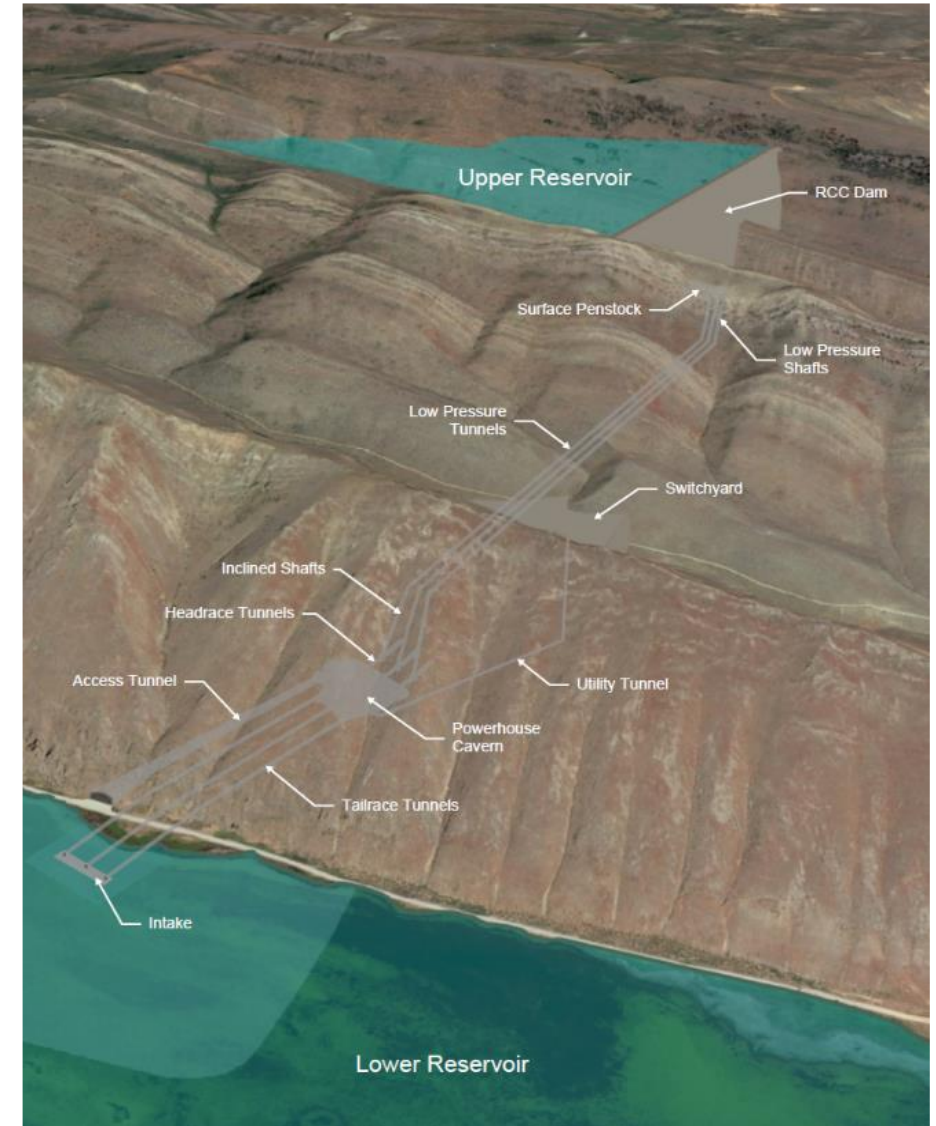 Upper Reservoir
RCC Dam
Surface Penstock
Low Pressure
Shafts
Low Pressure
Tunnels
Switchyard
Inclined Shafts
Headrace Tunnels
Access Tunnel
Utility Tunnel
Powerhouse
Cavern
Tailrace Tunnels
Intake
Lower Reservoir